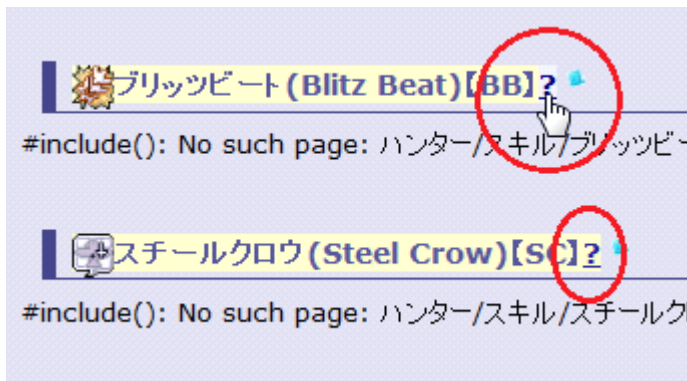 ブリッツビート(Blitz Beat)【BB】?
#include(): No such page: ハンター/スキル/ブリッツビー
スチールクロウ(Steel Crow)【SC】?
#include(): No such page: ハンター/スキル/スチールク